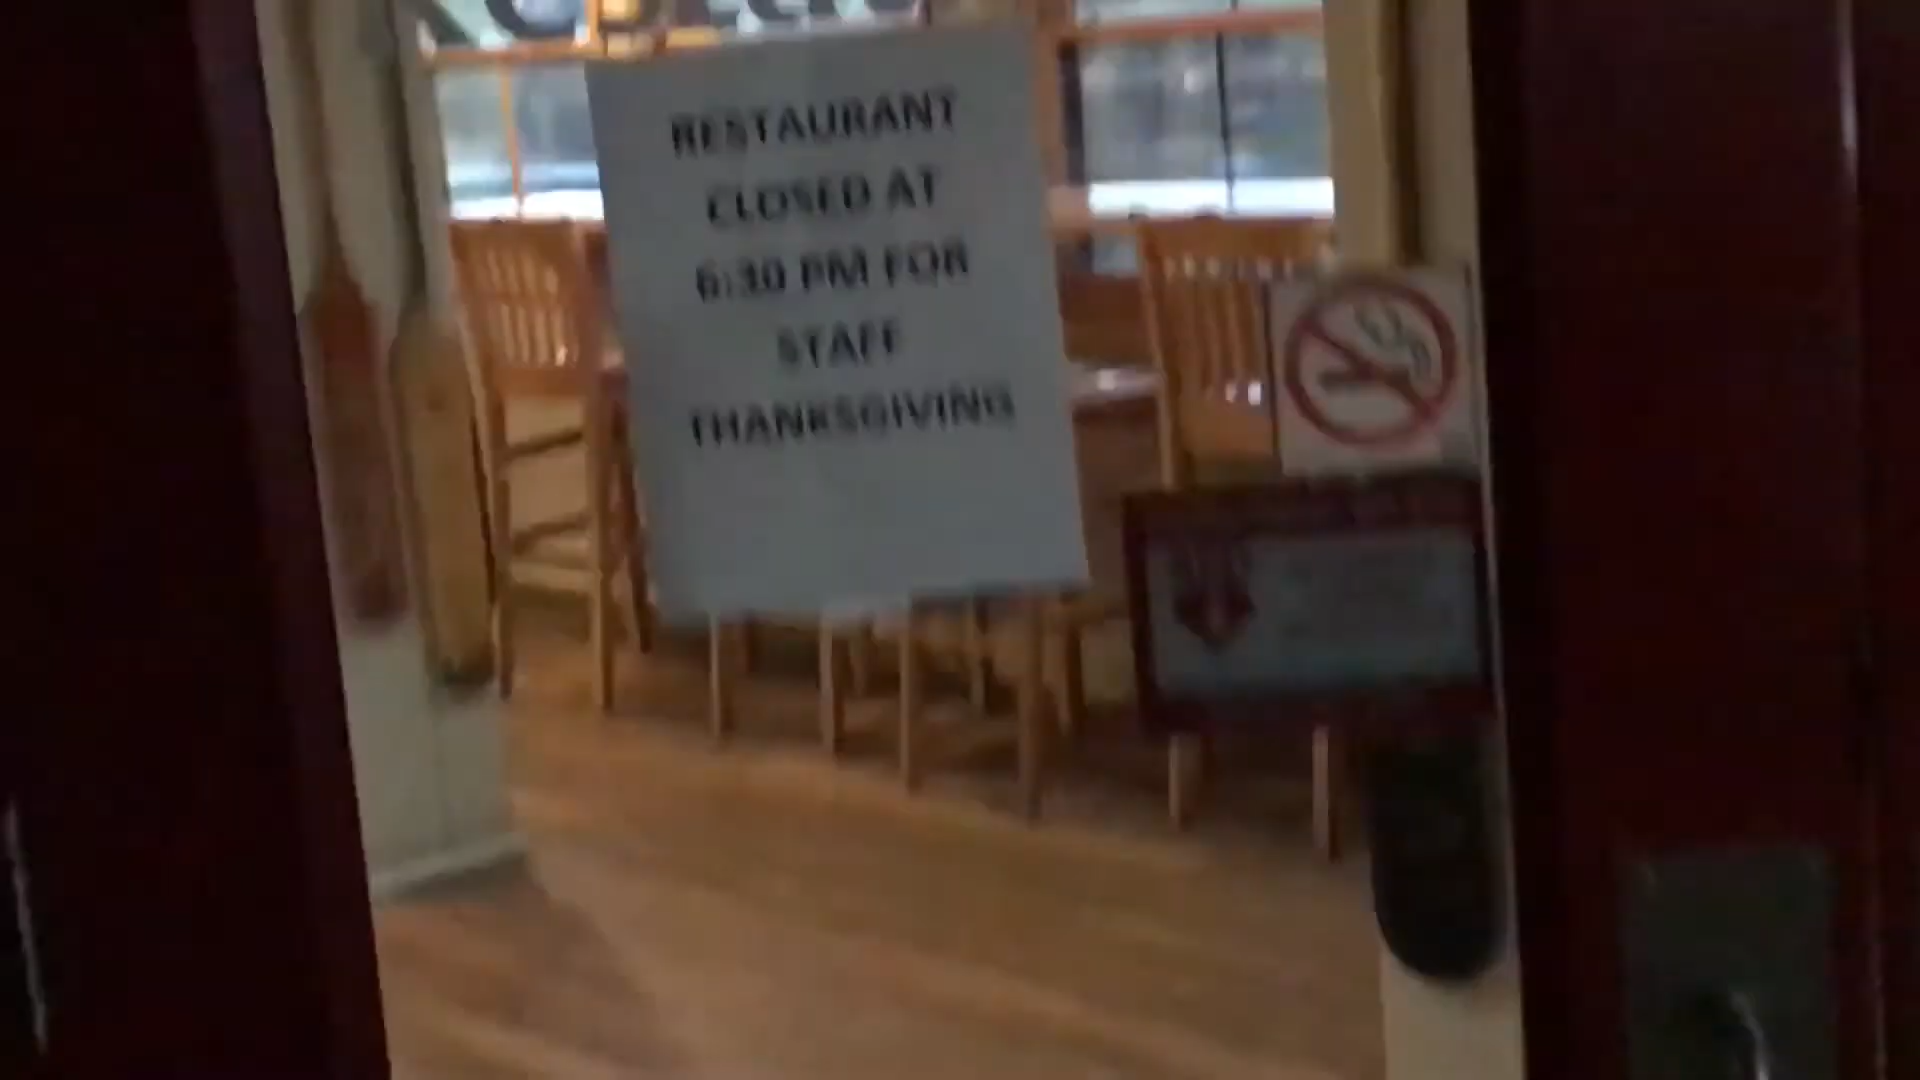 RESTAURANT
CLOSED AT
6:30 PM FOR
STAFF
THANKSGIVING